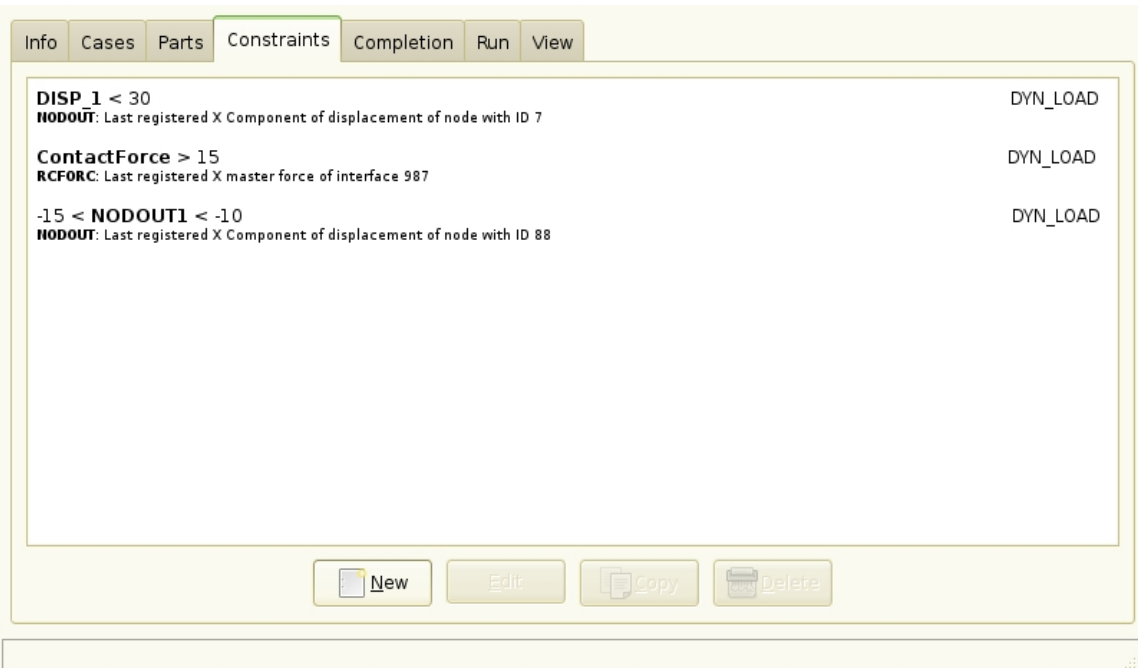 Info Cases Parts Constraints Completion Run View
DISP_1 < 30 DYN_LOAD
NODOUT: Last registered X Component of displacement of node with ID 7
ContactForce > 15 DYN_LOAD
RCFORC: Last registered X master force of interface 987
-15 < NODOUT1 < -10 DYN_LOAD
NODOUT: Last registered X Component of displacement of node with ID 88
New Edit Copy Delete